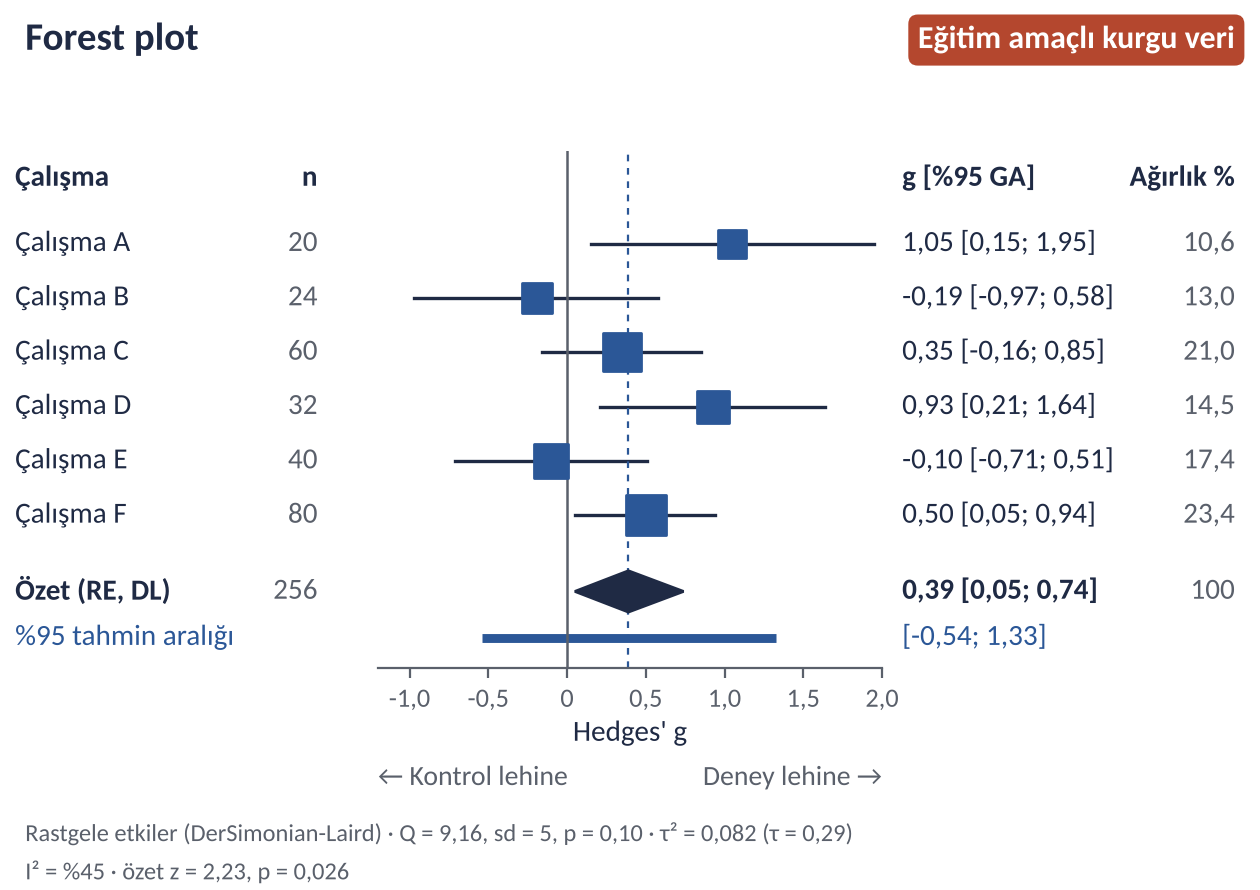 Forest plot
Eğitim amaçlı kurgu veri
Çalışma n g [%95 GA] Ağırlık %
Çalışma A 20 1,05 [0,15; 1,95] 10,6
Çalışma B 24 -0,19 [-0,97; 0,58] 13,0
Çalışma C 60 0,35 [-0,16; 0,85] 21,0
Çalışma D 32 0,93 [0,21; 1,64] 14,5
Çalışma E 40 -0,10 [-0,71; 0,51] 17,4
Çalışma F 80 0,50 [0,05; 0,94] 23,4
Özet (RE, DL) 256 0,39 [0,05; 0,74] 100
%95 tahmin aralığı [-0,54; 1,33]
-1,0 -0,5 0 0,5 1,0 1,5 2,0
Hedges' g
← Kontrol lehine Deney lehine →
Rastgele etkiler (DerSimonian-Laird) · Q = 9,16, sd = 5, p = 0,10 · τ² = 0,082 (τ = 0,29)
I² = %45 · özet z = 2,23, p = 0,026